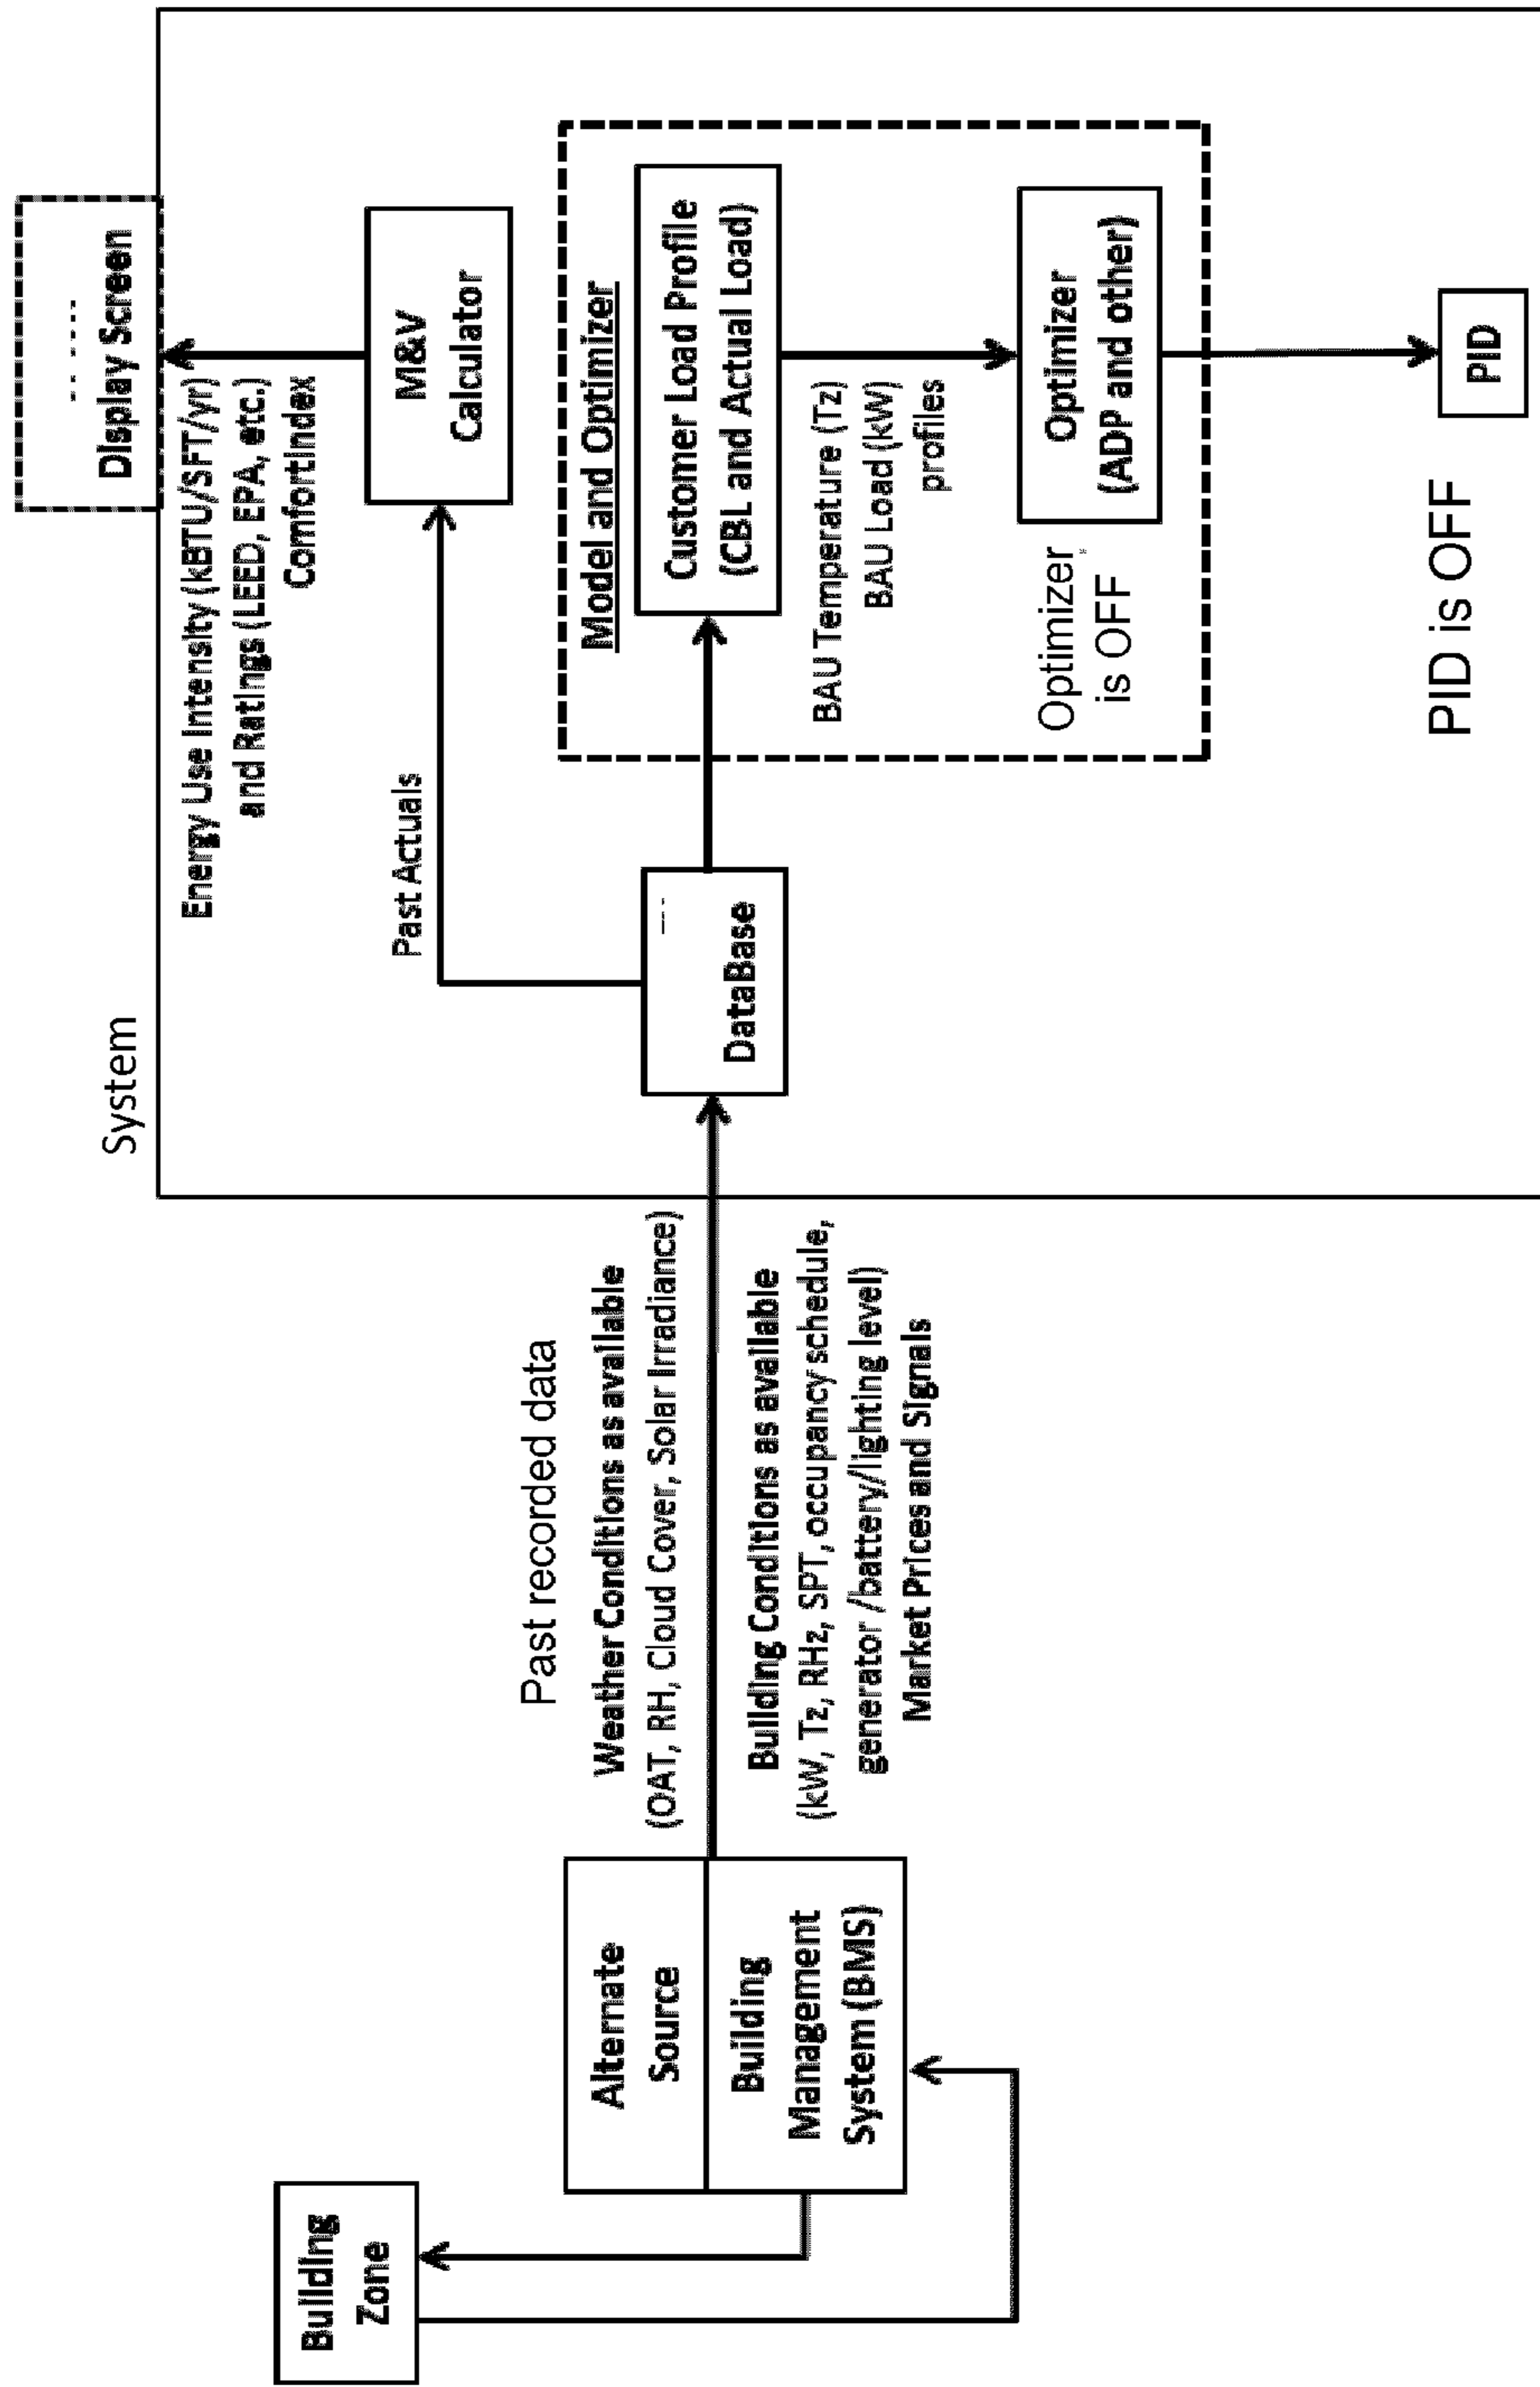 Building
Zone
Alternate
Source
Building
Management
System (BMS)
Past recorded data
Weather Conditions as available
(OAT, RH, Cloud Cover, Solar Irradiance)
Building Conditions as available
(kW, Tz, RHz, SPT, occupancy schedule,
generator /battery/lighting level)
Market Prices and Signals
System
DataBase
Past Actuals
Display Screen
Energy Use Intensity (kBTU/SFT/yr)
and Ratings (LEED, EPA, etc.)
ComfortIndex
M&V
Calculator
Model and Optimizer
Customer Load Profile
(CBL and Actual Load)
BAU Temperature (Tz)
BAU Load (kW)
profiles
Optimizer
is OFF
Optimizer
(ADP and other)
PID is OFF
PID